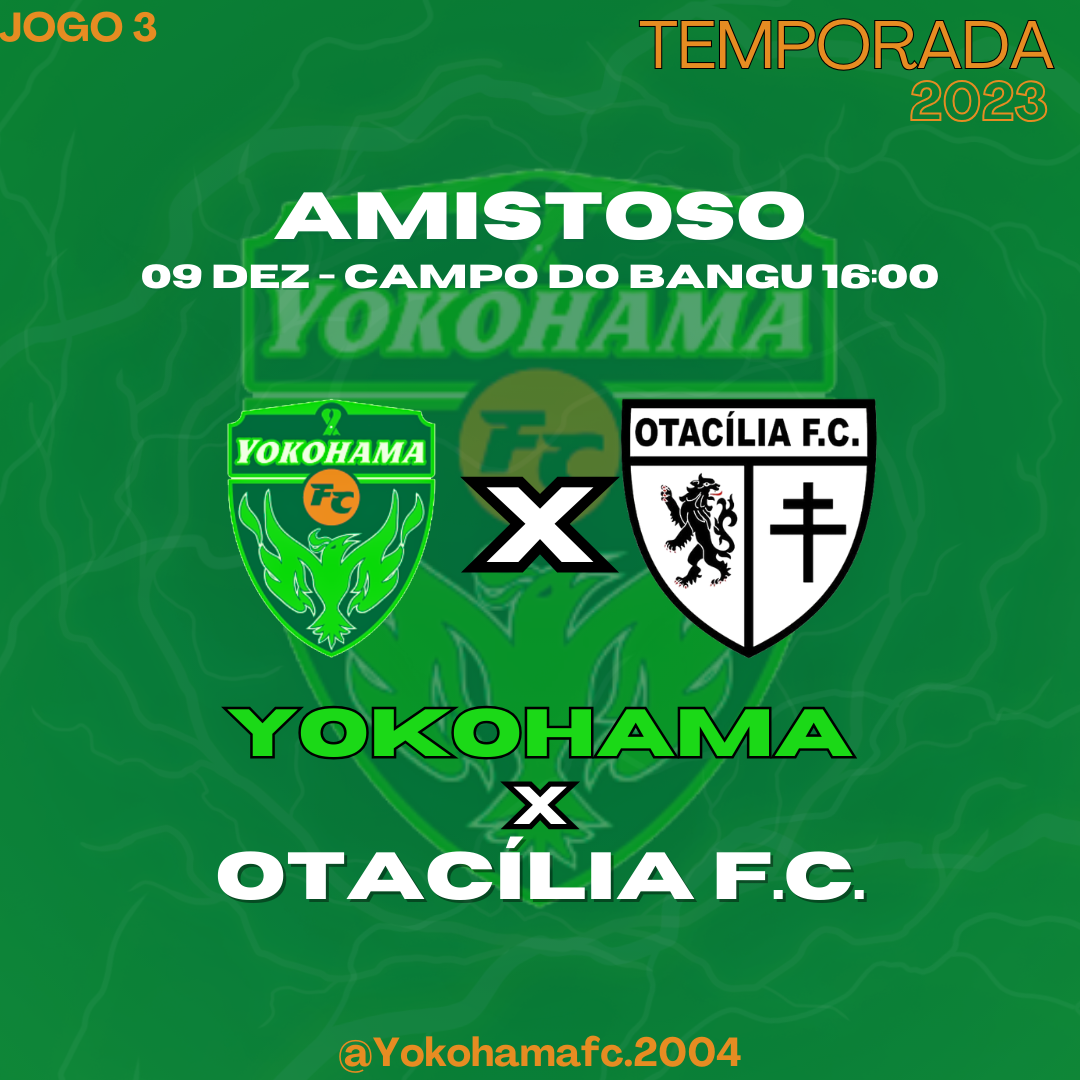 JOGO 3
TEMPORADA
2023
AMISTOSO
09 DEZ - CAMPO DO BANGU 16:00
YOKOHAMA
FC
YOKOHAMA
FC
X
OTACÍLIA F.C.
YOKOHAMA
X
OTACÍLIA F.C.
@Yokohamafc.2004